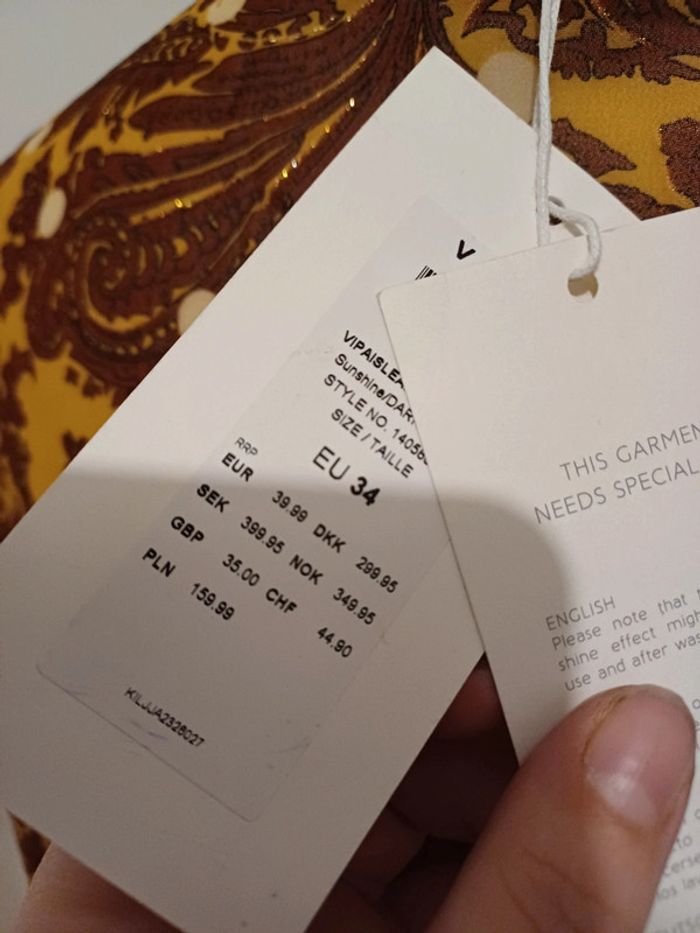 V
VIPAISLEA
Sunshine/DAR
STYLE NO. 14056
SIZE / TAILLE
EU 34
RRP
EUR 39.99 DKK 299.95
SEK 399.95 NOK 349.95
GBP 35.00 CHF 44.90
PLN 159.99
KILJJA2326027
THIS GARMEN
NEEDS SPECIAL
ENGLISH
Please note that
shine effect migh
use and after was